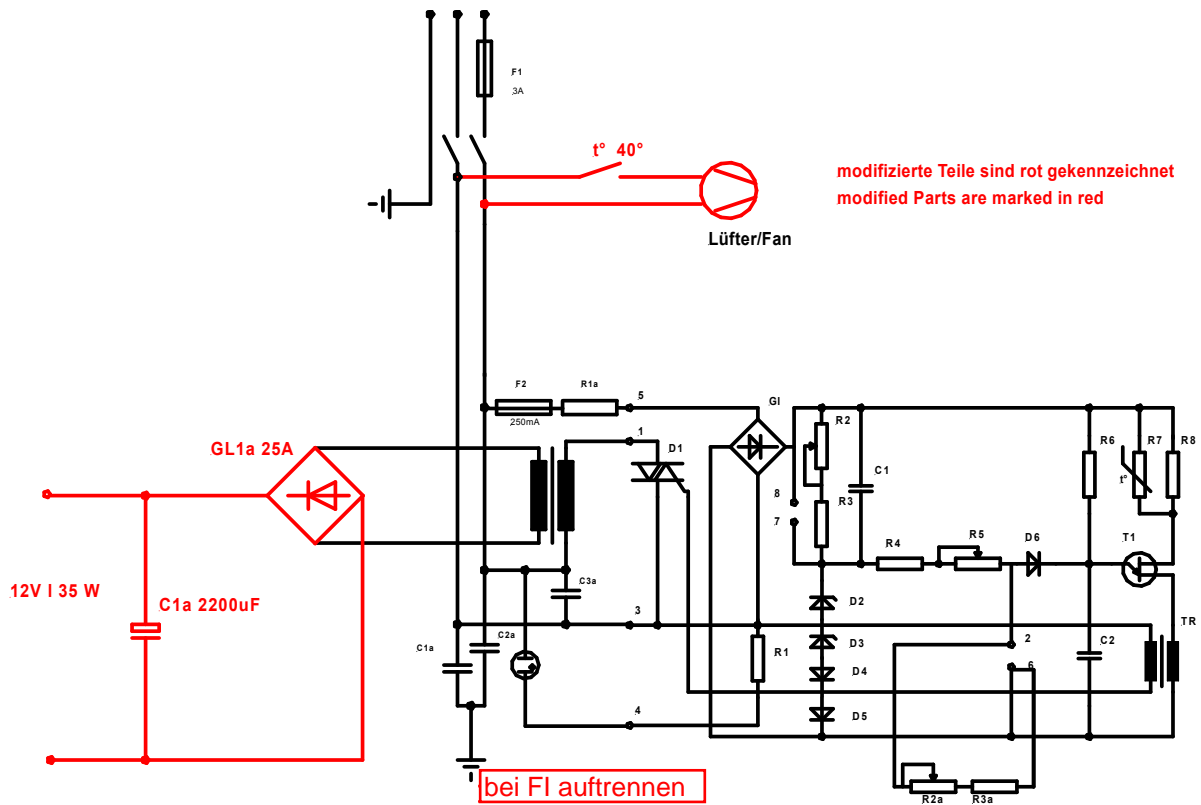 F1
3A
t° 40°
modifizierte Teile sind rot gekennzeichnet
modified Parts are marked in red
Lüfter/Fan
F2
R1a
5
GI
250mA
1
D1
R2
GL1a 25A
R6
R7
R8
C1
t°
8
R3
7
R4
R5
D6
T1
12V I 35 W
C1a 2200uF
C3a
D2
3
TR
C1a
C2a
R1
D3
2
C2
D4
6
4
D5
bei FI auftrennen
R2a
R3a